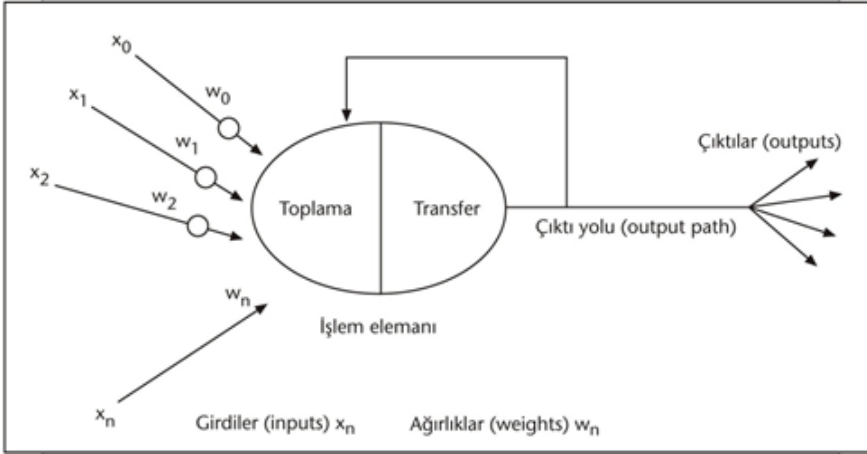 x0
w0
x1
w1
x2
w2
Toplama
Transfer
Çıktılar (outputs)
Çıktı yolu (output path)
wn
İşlem elemanı
xn
Girdiler (inputs) xn
Ağırlıklar (weights) wn